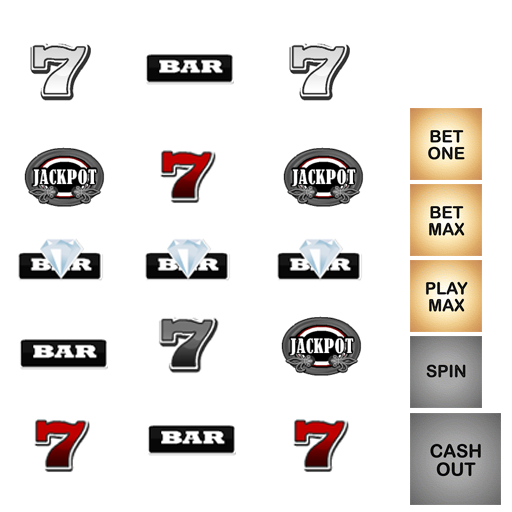 7 BAR 7
JACKPOT 7 JACKPOT
BAR BAR BAR
BAR 7 JACKPOT
7 BAR 7
BET
ONE
BET
MAX
PLAY
MAX
SPIN
CASH
OUT